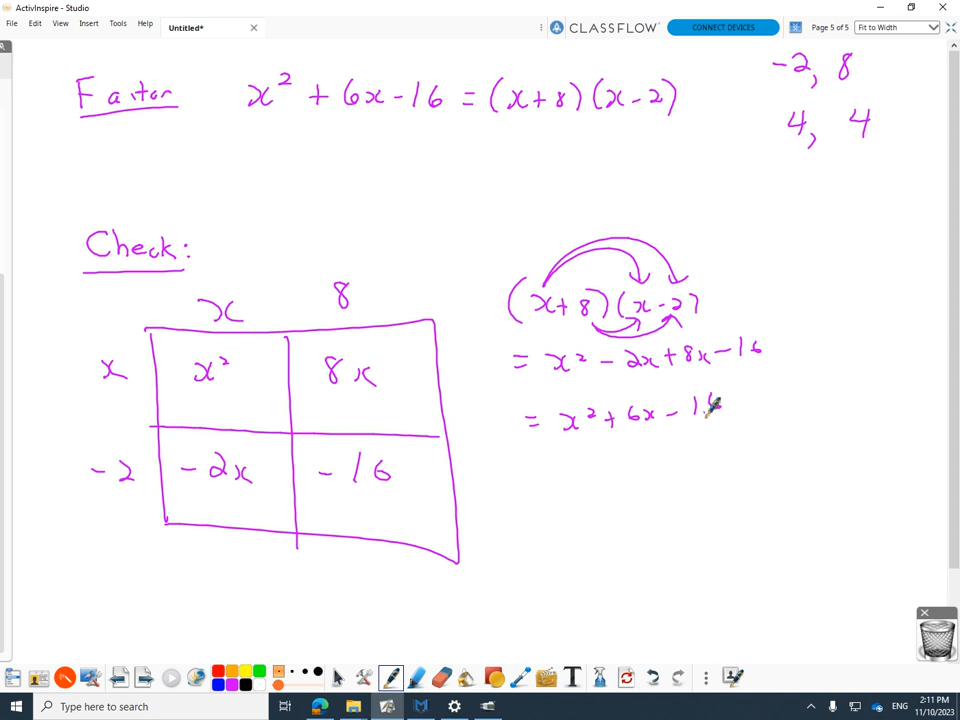 ActivInspire - Studio
File Edit View Insert Tools Help
Untitled*
CLASSFLOW
CONNECT DEVICES
Page 5 of 5
Fit to Width
-2, 8
Factor x² + 6x - 16 = (x+8)(x-2)
4, 4
Check:
x 8
x x² 8x
-2 -2x -16
(x+8)(x-2)
= x² - 2x + 8x - 16
= x² + 6x - 16
Type here to search
ENG
2:11 PM
11/10/2023